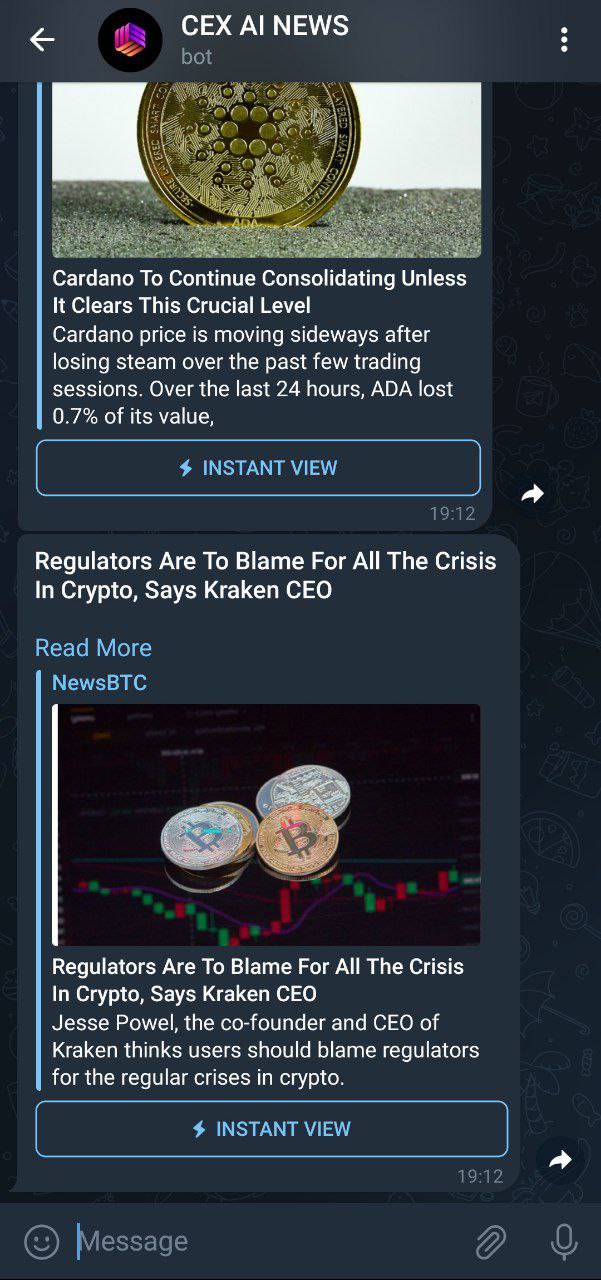 CEX AI NEWS
bot
ADA
Cardano To Continue Consolidating Unless
It Clears This Crucial Level
Cardano price is moving sideways after
losing steam over the past few trading
sessions. Over the last 24 hours, ADA lost
0.7% of its value,
INSTANT VIEW
19:12
Regulators Are To Blame For All The Crisis
In Crypto, Says Kraken CEO
Read More
NewsBTC
Regulators Are To Blame For All The Crisis
In Crypto, Says Kraken CEO
Jesse Powel, the co-founder and CEO of
Kraken thinks users should blame regulators
for the regular crises in crypto.
INSTANT VIEW
19:12
Message